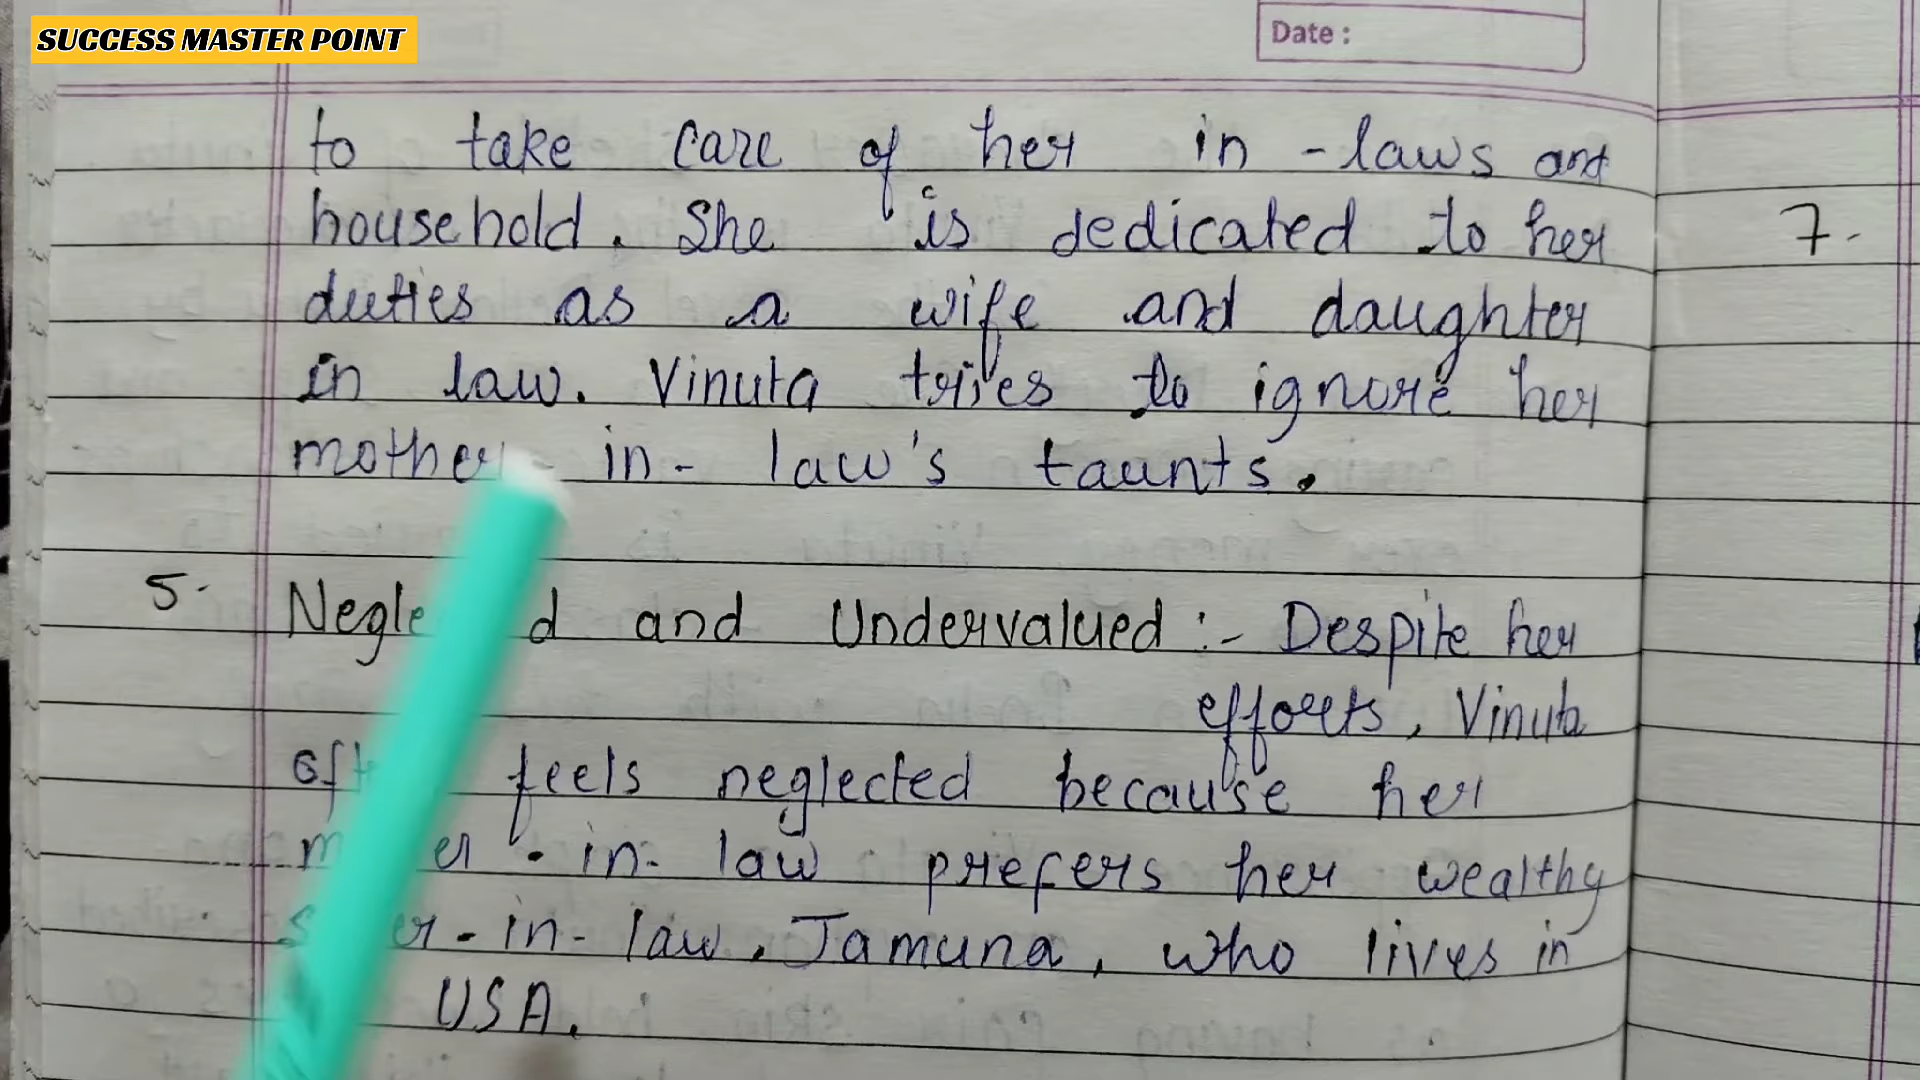 SUCCESS MASTER POINT
Date :
to take care of her in-laws and
household. She is dedicated to her
duties as a wife and daughter
in law. Vinuta tries to ignore her
mother-in-law's taunts.
7.
5. and Undervalued :- Despite her
efforts, Vinuta
feels neglected because her
in-law prefers her wealthy
in-law, Jamuna, who lives in
USA.